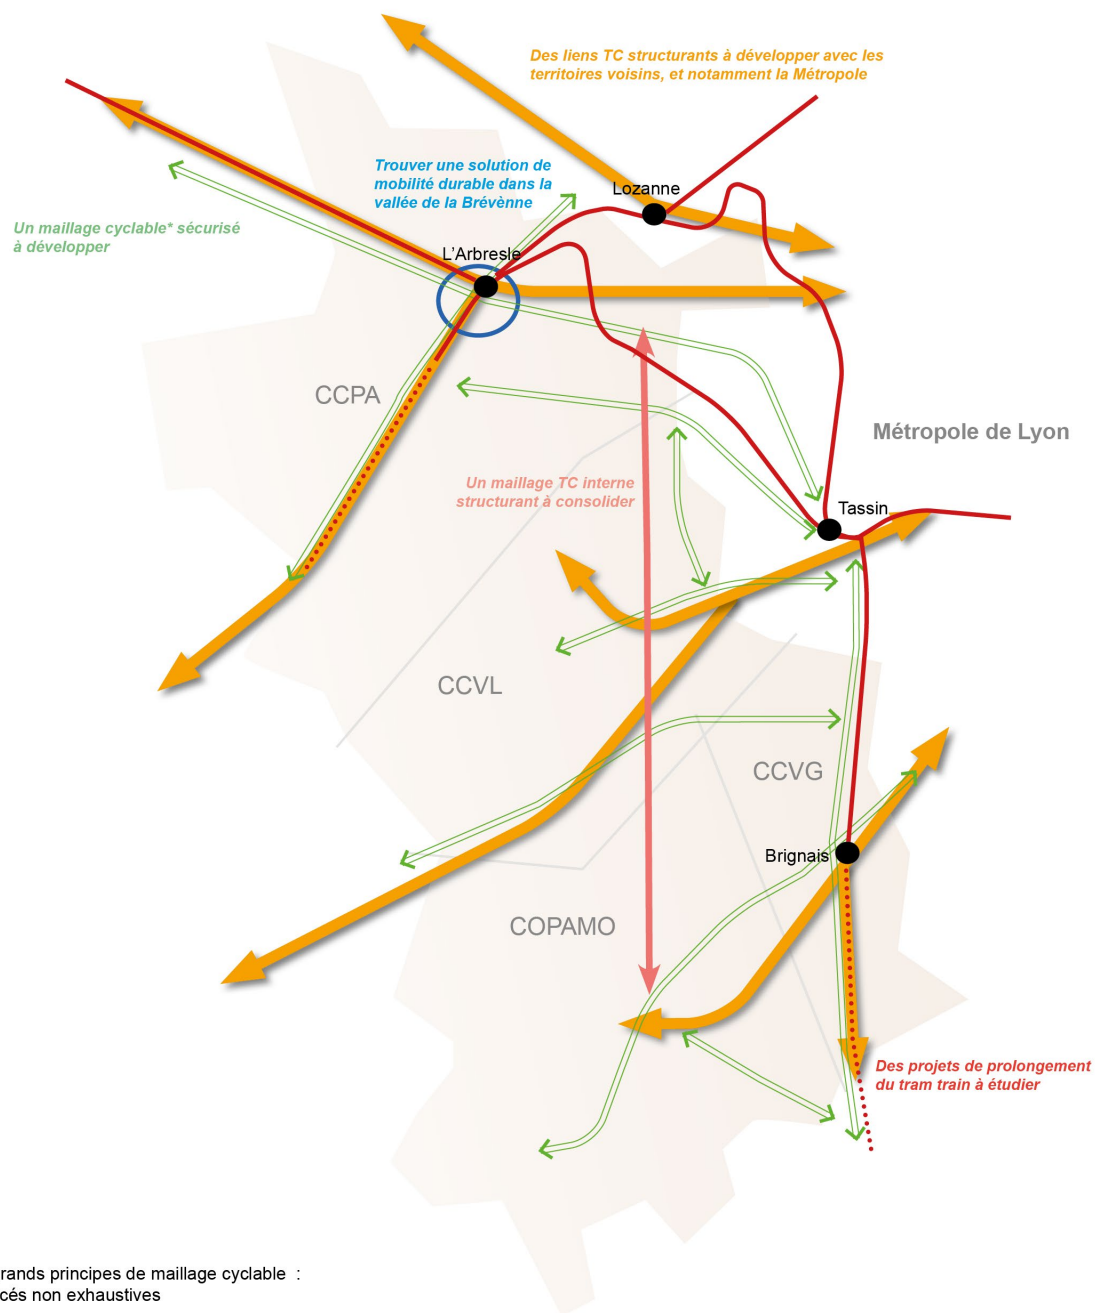 Des liens TC structurants à développer avec les
territoires voisins, et notamment la Métropole
Trouver une solution de
mobilité durable dans la
vallée de la Brévènne
Lozanne
Un maillage cyclable* sécurisé
à développer
L'Arbresle
CCPA
Métropole de Lyon
Un maillage TC interne
structurant à consolider
Tassin
CCVL
CCVG
Brignais
COPAMO
Des projets de prolongement
du tram train à étudier
rands principes de maillage cyclable :
cés non exhaustives